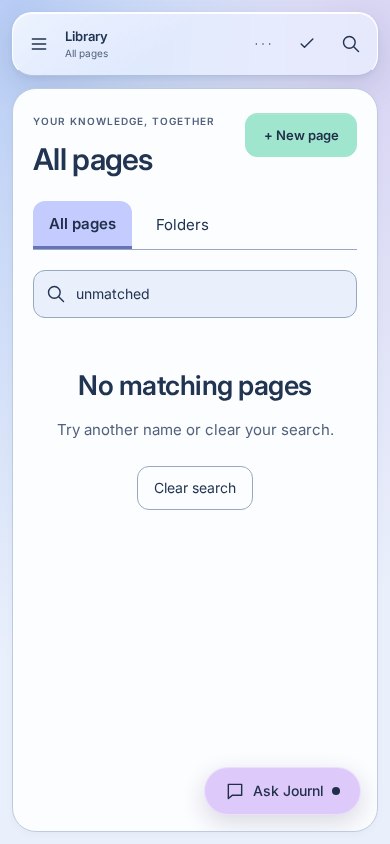 Library
All pages
...
YOUR KNOWLEDGE, TOGETHER
All pages
+ New page
All pages
Folders
unmatched
No matching pages
Try another name or clear your search.
Clear search
Ask Journl